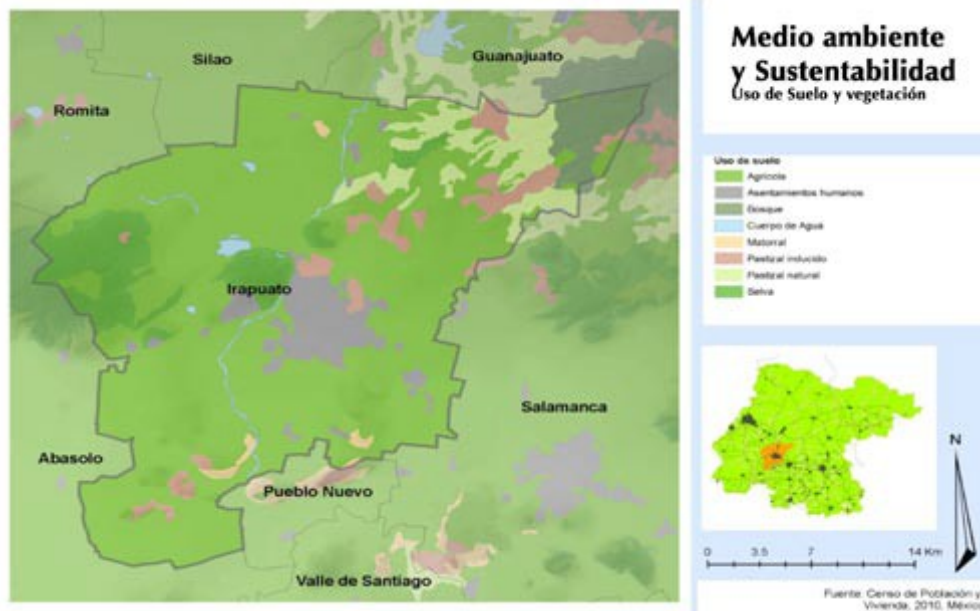 Silao
Guanajuato
Romita
Irapuato
Salamanca
Abasolo
Pueblo Nuevo
Valle de Santiago
Medio ambiente
y Sustentabilidad
Uso de Suelo y vegetación
Uso de suelo
Agrícola
Asentamientos humanos
Bosque
Cuerpo de Agua
Matorral
Pastizal inducido
Pastizal natural
Selva
N
0 3.5 7 14 Km
Fuente: Censo de Población y
Vivienda, 2010, México